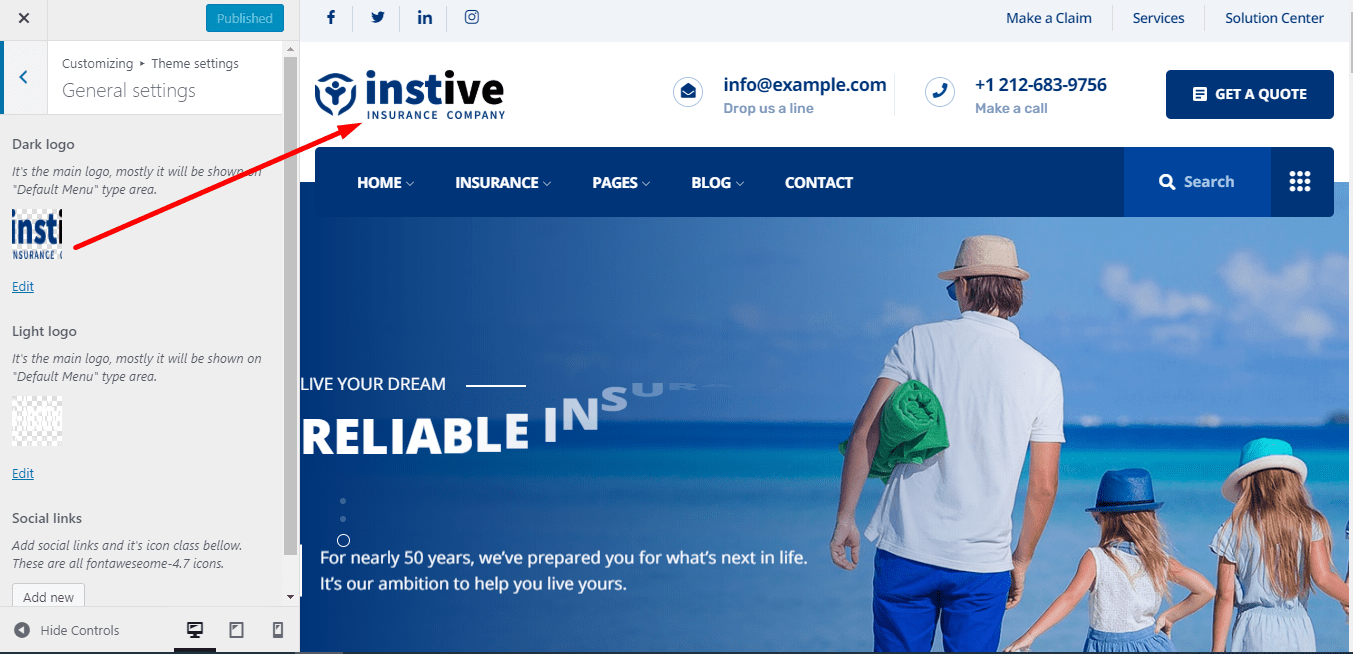 Published
Customizing ▸ Theme settings
General settings
Dark logo
It's the main logo, mostly it will be shown on
"Default Menu" type area.
insti
NSURANCE
Edit
Light logo
It's the main logo, mostly it will be shown on
"Default Menu" type area.
Edit
Social links
Add social links and it's icon class bellow.
These are all fontaweseome-4.7 icons.
Add new
Hide Controls
Make a Claim
Services
Solution Center
instive
INSURANCE COMPANY
info@example.com
Drop us a line
+1 212-683-9756
Make a call
GET A QUOTE
HOME
INSURANCE
PAGES
BLOG
CONTACT
Search
LIVE YOUR DREAM
RELIABLE INSUR
For nearly 50 years, we've prepared you for what's next in life.
It's our ambition to help you live yours.